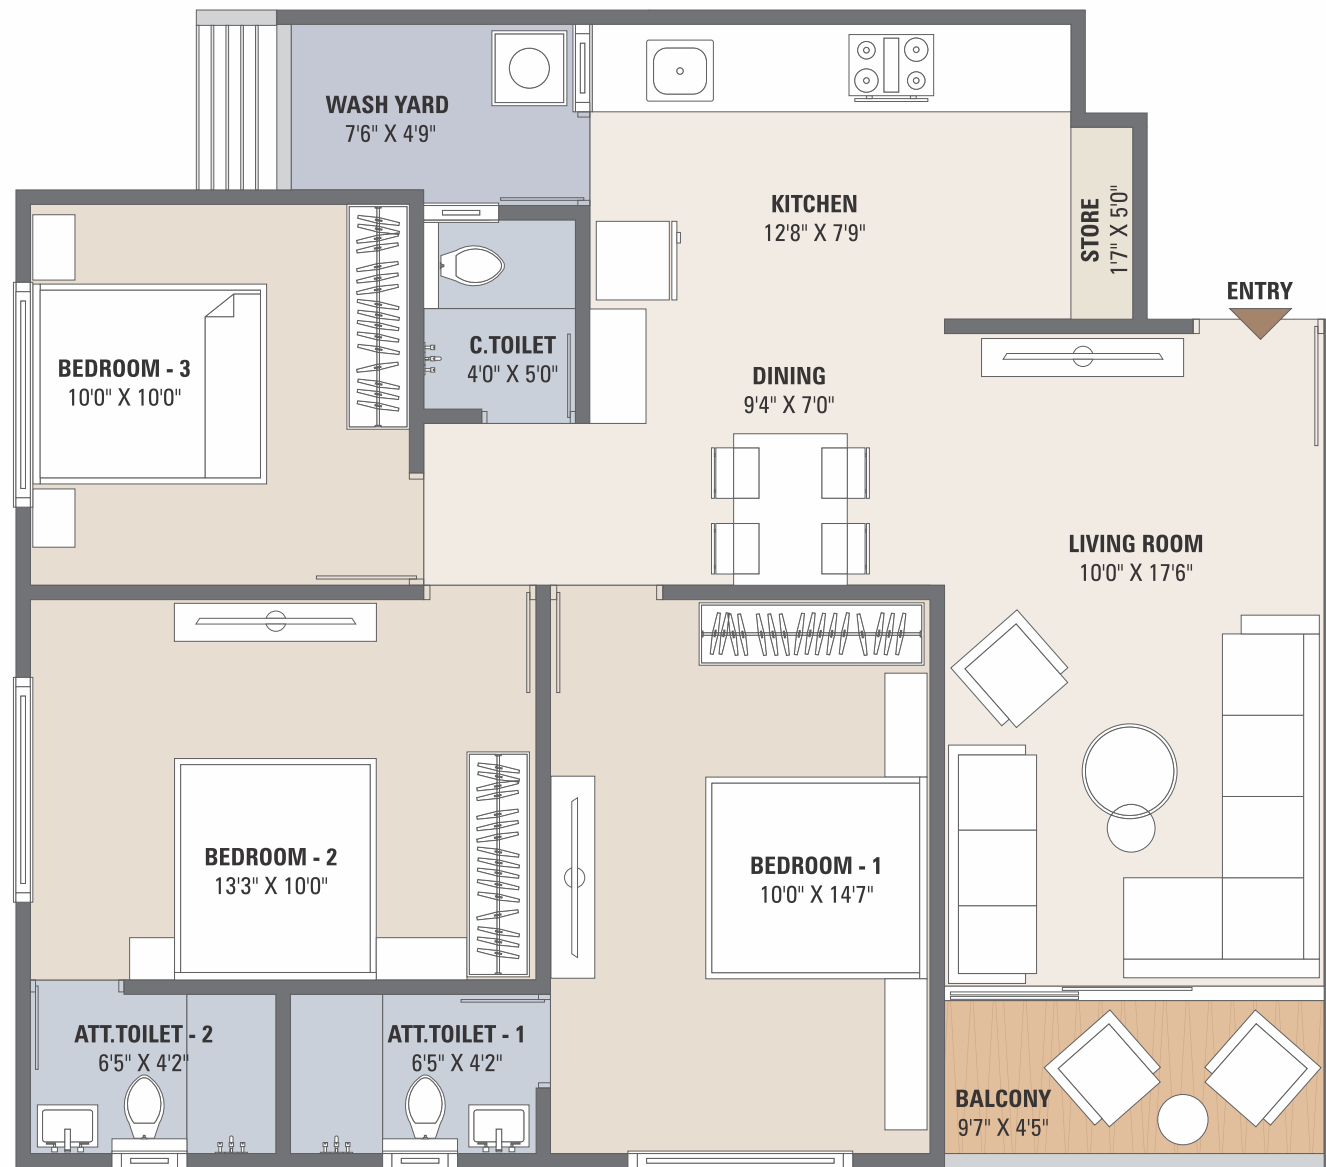 WASH YARD
7'6" X 4'9"
KITCHEN
12'8" X 7'9"
STORE
1'7" X 5'0"
ENTRY
BEDROOM - 3
10'0" X 10'0"
C.TOILET
4'0" X 5'0"
DINING
9'4" X 7'0"
LIVING ROOM
10'0" X 17'6"
BEDROOM - 2
13'3" X 10'0"
BEDROOM - 1
10'0" X 14'7"
ATT.TOILET - 2
6'5" X 4'2"
ATT.TOILET - 1
6'5" X 4'2"
BALCONY
9'7" X 4'5"